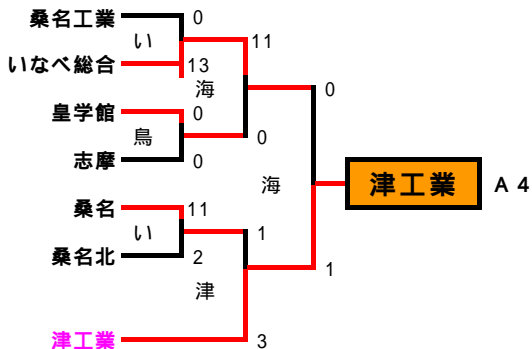 桑名工業 0
い 11
いなべ総合 13
海 0
皇学館 0
鳥 0
志摩 0
海
津工業 A 4
桑名 11
い 1
桑名北 2
1
津
津工業 3